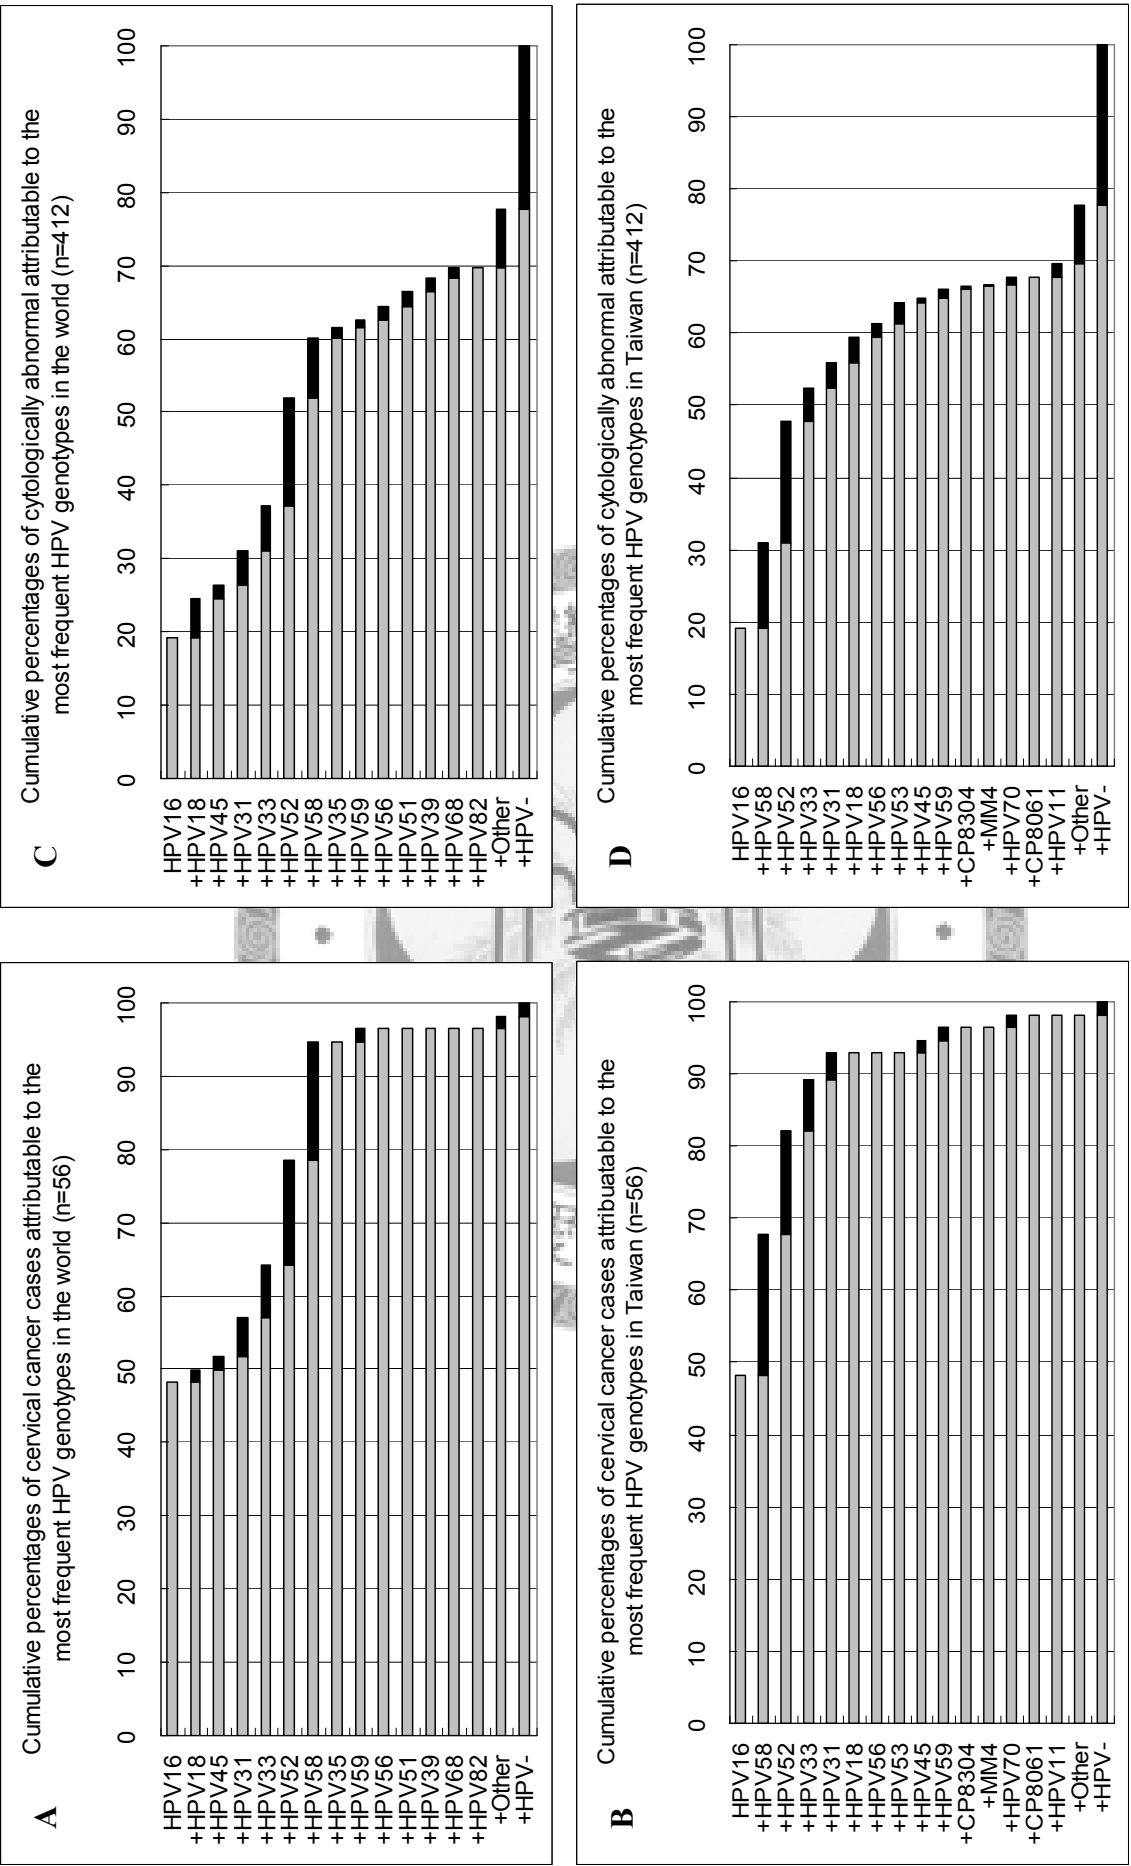 A
Cumulative percentages of cervical cancer cases attributable to the
most frequent HPV genotypes in the world (n=56)
0 10 20 30 40 50 60 70 80 90 100
HPV16
+HPV18
+HPV45
+HPV31
+HPV33
+HPV52
+HPV58
+HPV35
+HPV59
+HPV56
+HPV51
+HPV39
+HPV68
+HPV82
+Other
+HPV-
C
Cumulative percentages of cytologically abnormal attributable to the
most frequent HPV genotypes in the world (n=412)
0 10 20 30 40 50 60 70 80 90 100
HPV16
+HPV18
+HPV45
+HPV31
+HPV33
+HPV52
+HPV58
+HPV35
+HPV59
+HPV56
+HPV51
+HPV39
+HPV68
+HPV82
+Other
+HPV-
B
Cumulative percentages of cervical cancer cases attribuatable to the
most frequent HPV genotypes in Taiwan (n=56)
0 10 20 30 40 50 60 70 80 90 100
HPV16
+HPV58
+HPV52
+HPV33
+HPV31
+HPV18
+HPV56
+HPV53
+HPV45
+HPV59
+CP8304
+MM4
+HPV70
+CP8061
+HPV11
+Other
+HPV-
D
Cumulative percentages of cytologically abnormal attributable to the
most frequent HPV genotypes in Taiwan (n=412)
0 10 20 30 40 50 60 70 80 90 100
HPV16
+HPV58
+HPV52
+HPV33
+HPV31
+HPV18
+HPV56
+HPV53
+HPV45
+HPV59
+CP8304
+MM4
+HPV70
+CP8061
+HPV11
+Other
+HPV-